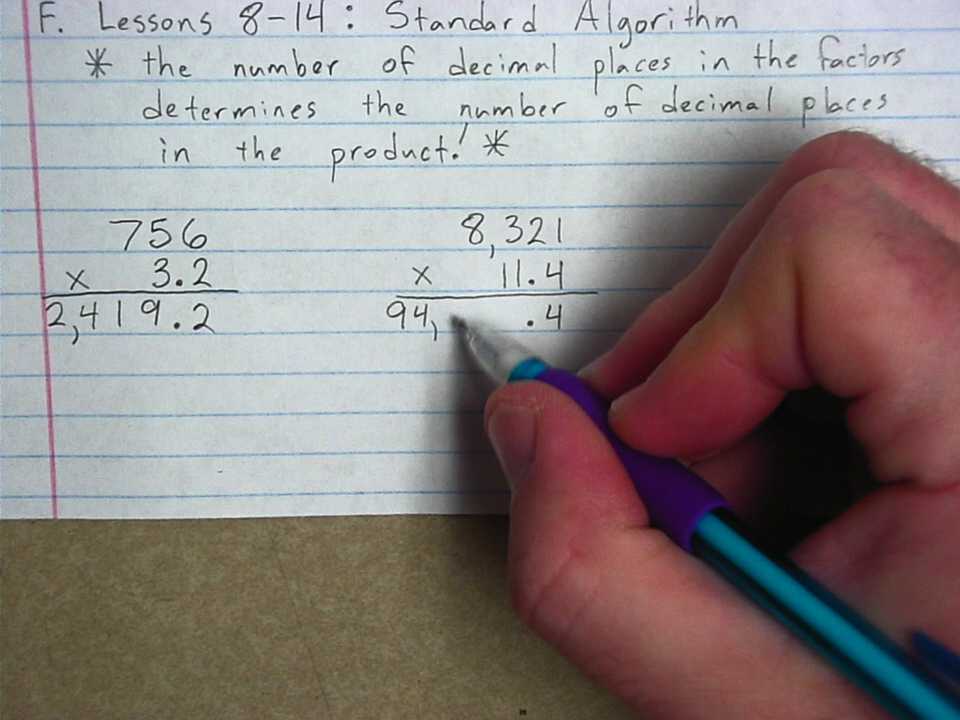 F. Lessons 8-14: Standard Algorithm
* the number of decimal places in the factors
determines the number of decimal places
in the product! *
756 8,321
x 3.2 x 11.4
2,419.2 94, .4